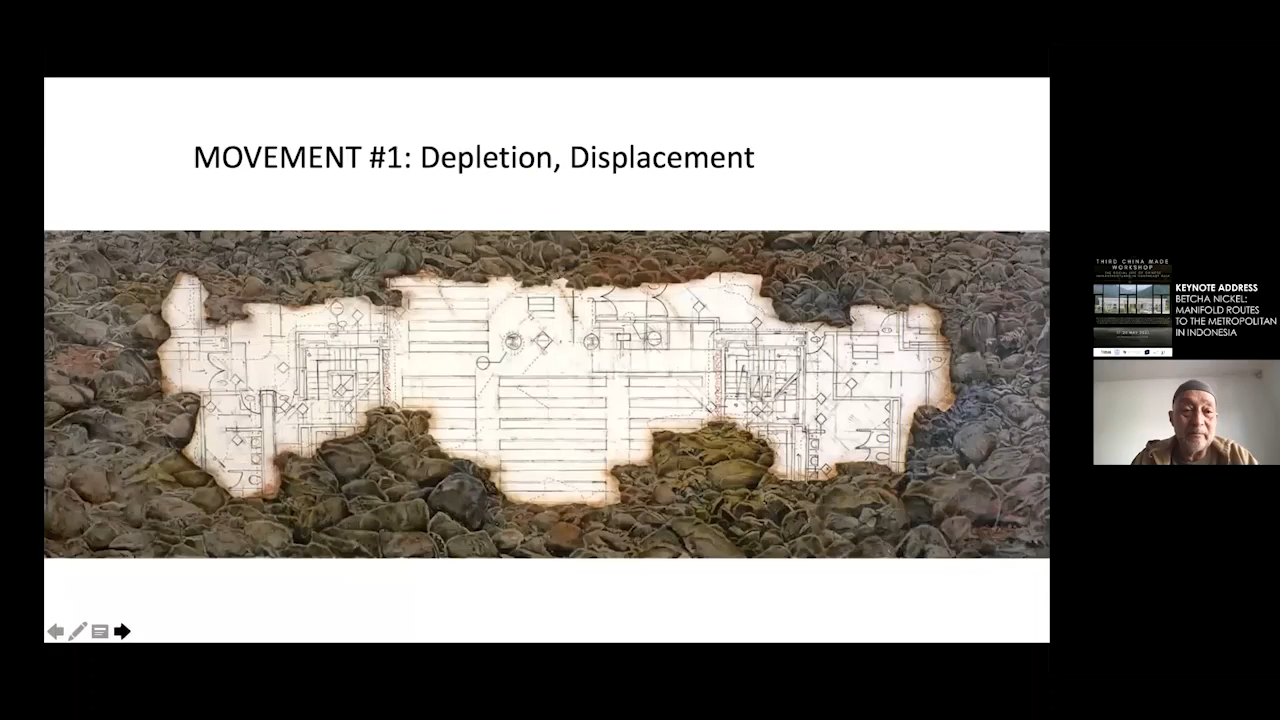 MOVEMENT #1: Depletion, Displacement
THIRD CHINA MADE
WORKSHOP
KEYNOTE ADDRESS
BETCHA NICKEL:
MANIFOLD ROUTES
TO THE METROPOLITAN
IN INDONESIA